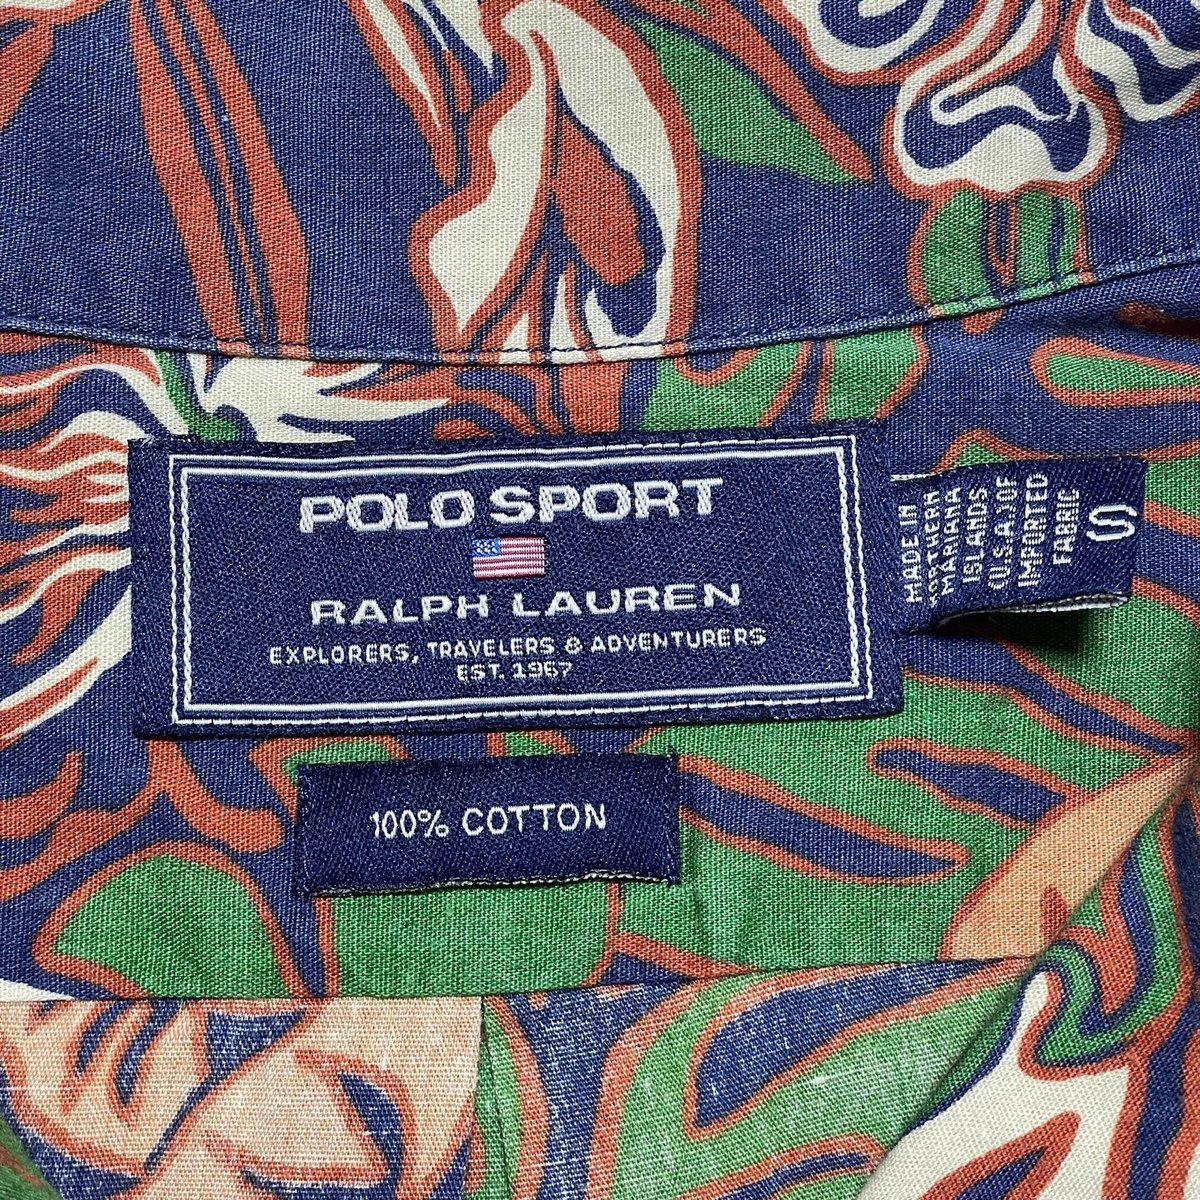 POLO SPORT
RALPH LAUREN
EXPLORERS, TRAVELERS & ADVENTURERS
EST. 1967
MADE IN
NORTHERN
MARIANA
ISLANDS
U.S.A. OF
IMPORTED
FABRIC
S
100% COTTON